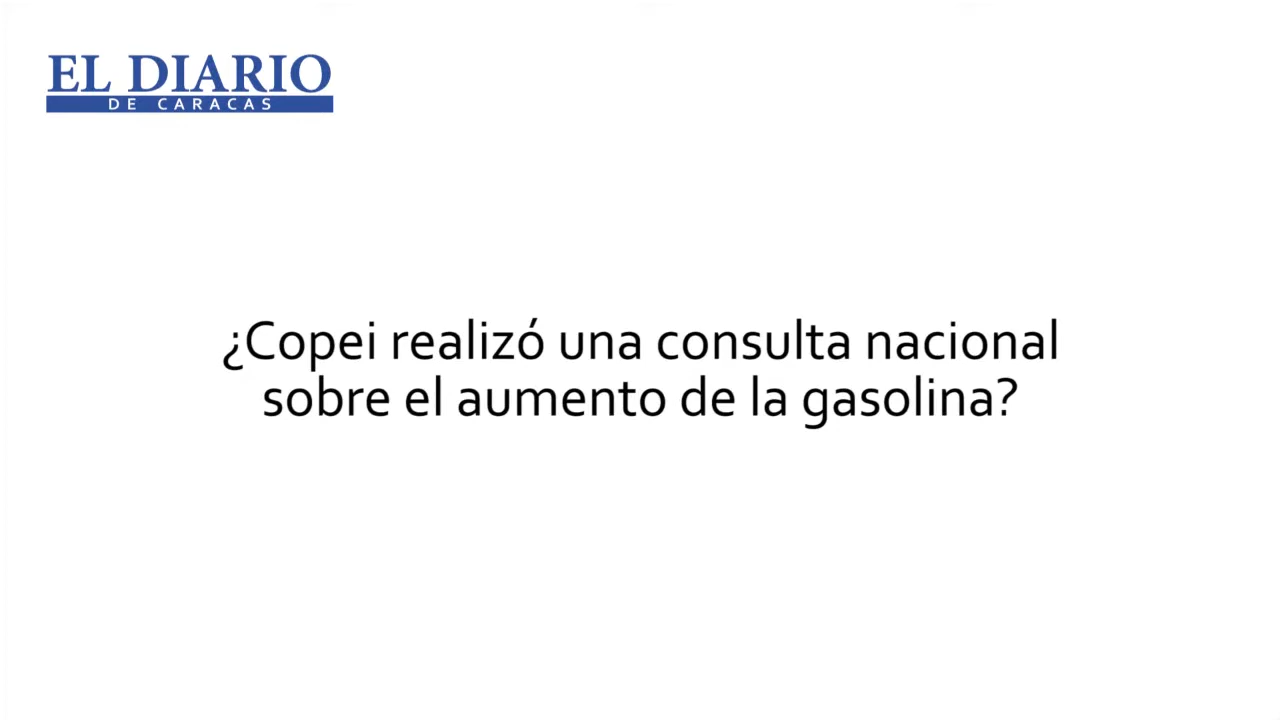 EL DIARIO
DE CARACAS
¿Copei realizó una consulta nacional
sobre el aumento de la gasolina?